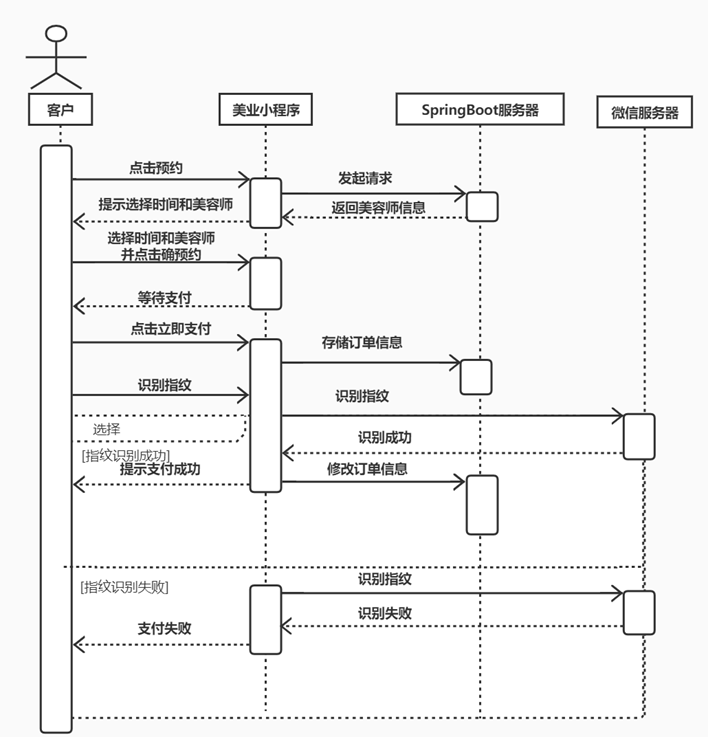 客户
美业小程序
SpringBoot服务器
微信服务器
点击预约
发起请求
提示选择时间和美容师
返回美容师信息
选择时间和美容师
并点击确预约
等待支付
点击立即支付
存储订单信息
识别指纹
识别指纹
选择
识别成功
[指纹识别成功]
提示支付成功
修改订单信息
[指纹识别失败]
识别指纹
识别失败
支付失败